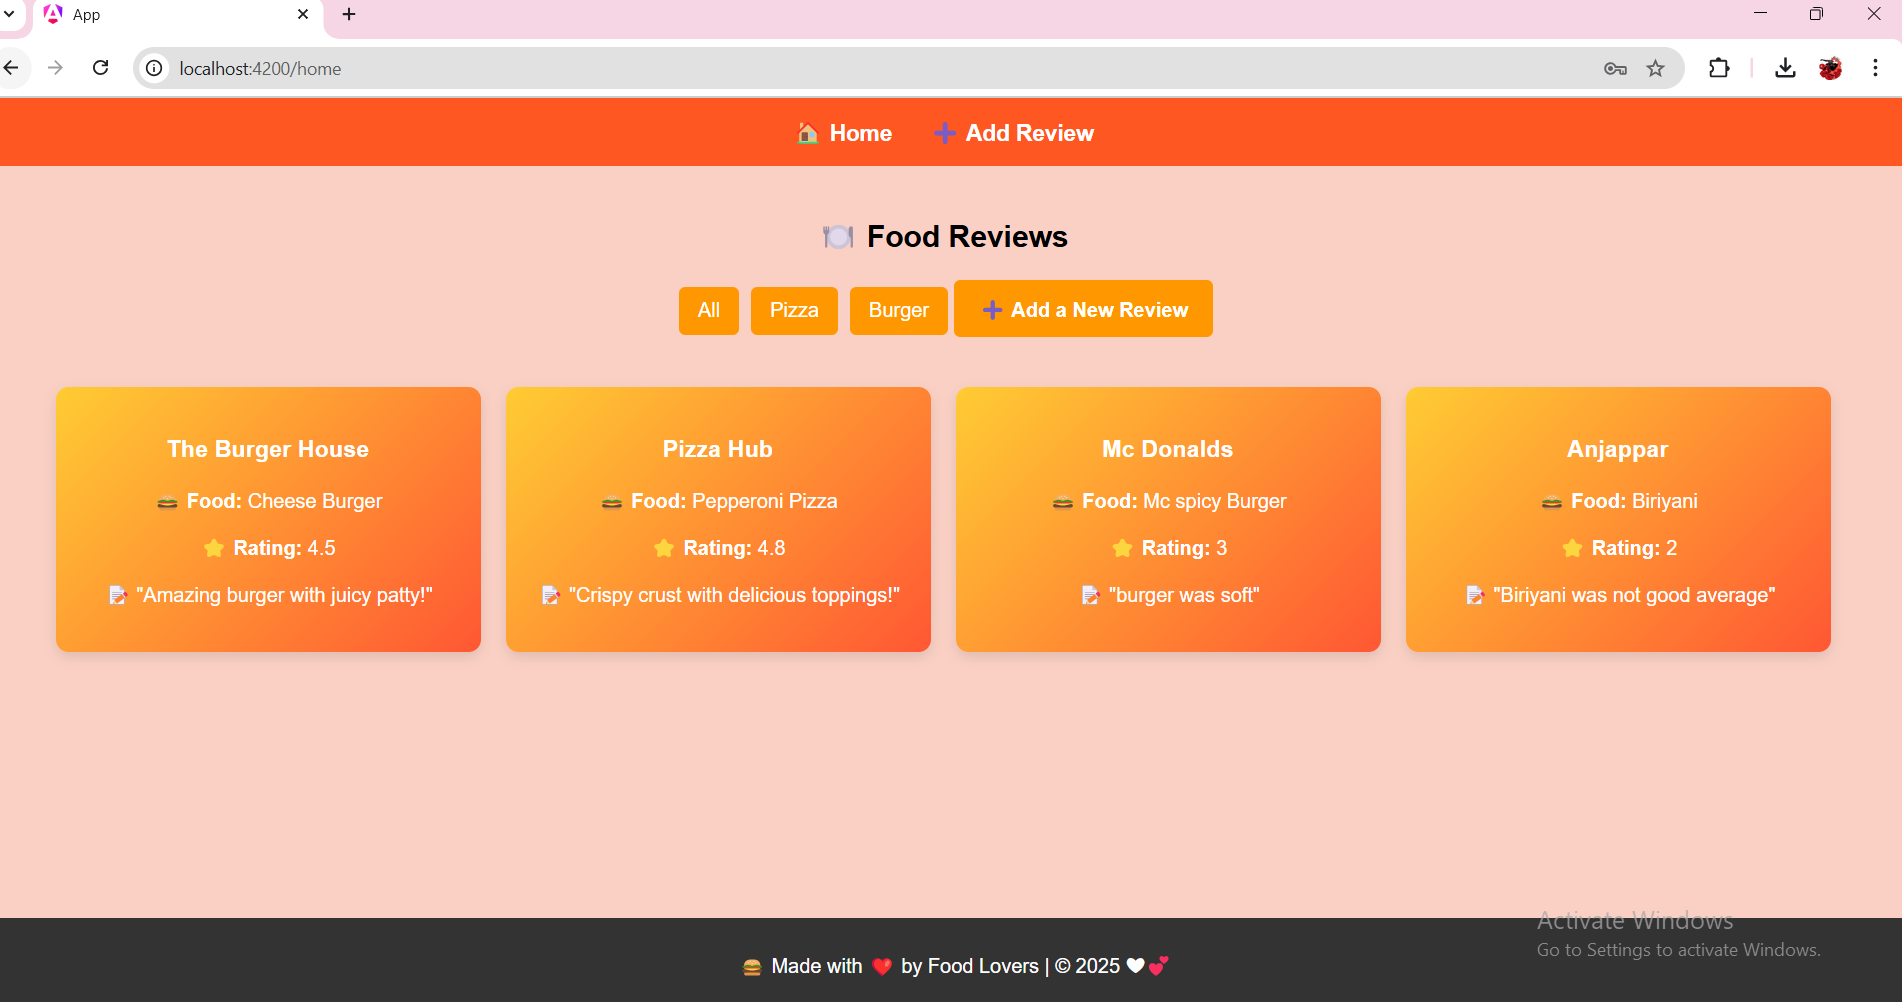 App
localhost:4200/home
🏠 Home ➕ Add Review
🍽️ Food Reviews
All Pizza Burger ➕ Add a New Review
The Burger House
🍔 Food: Cheese Burger
⭐ Rating: 4.5
📝 "Amazing burger with juicy patty!"
Pizza Hub
🍔 Food: Pepperoni Pizza
⭐ Rating: 4.8
📝 "Crispy crust with delicious toppings!"
Mc Donalds
🍔 Food: Mc spicy Burger
⭐ Rating: 3
📝 "burger was soft"
Anjappar
🍔 Food: Biriyani
⭐ Rating: 2
📝 "Biriyani was not good average"
Activate Windows
Go to Settings to activate Windows.
🍔 Made with ❤️ by Food Lovers | © 2025 🤍💕